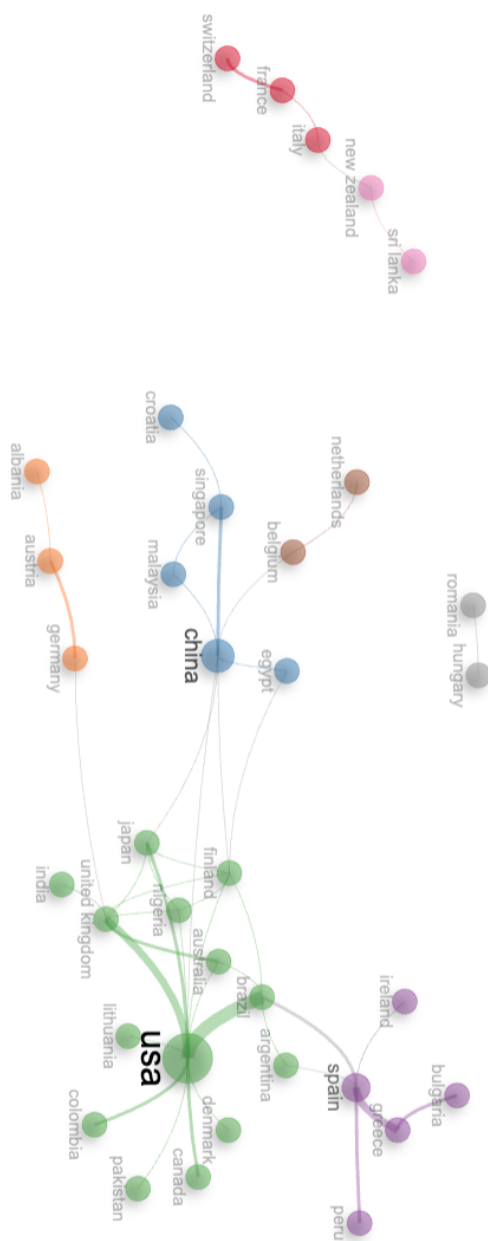 switzerland
france
italy
new zealand
sri lanka
croatia
netherlands
albania
singapore
belgium
austria
malaysia
romania
germany
china
egypt
hungary
japan
finland
india
united kingdom
nigeria
australia
brazil
ireland
lithuania
usa
argentina
spain
bulgaria
greece
colombia
denmark
pakistan
canada
peru